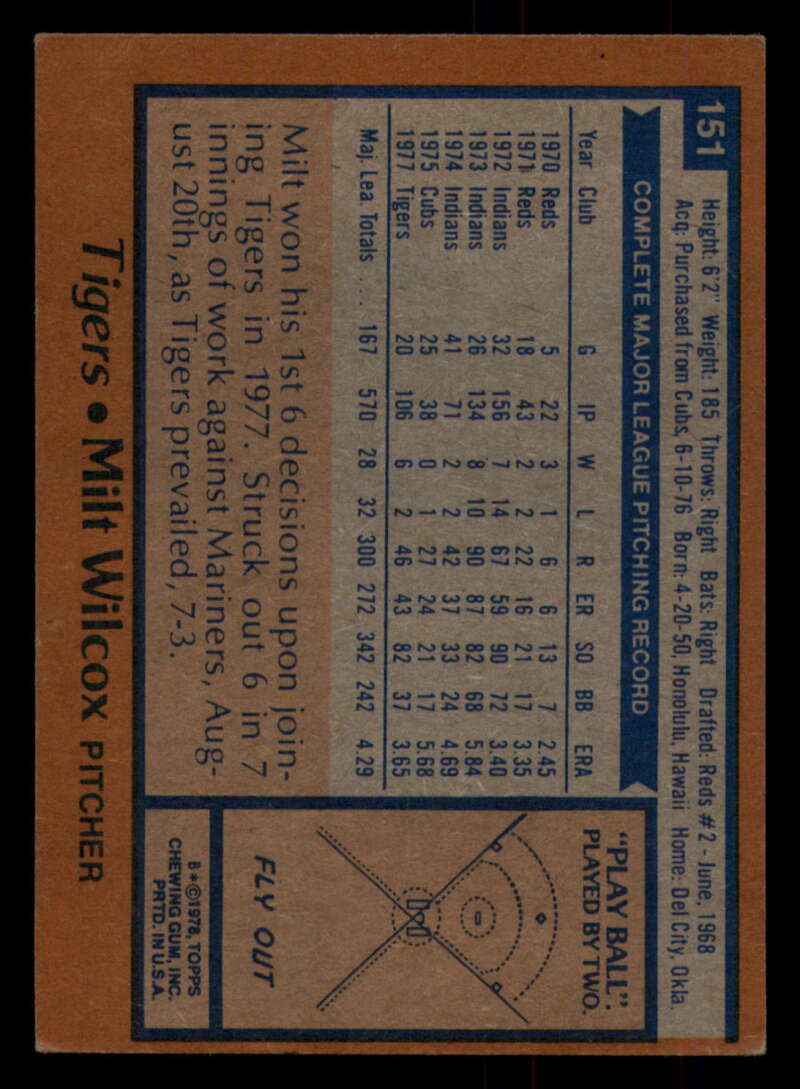 151
Height: 6'2" Weight: 185 Throws: Right Bats: Right Drafted: Reds #2 - June, 1968
Acq: Purchased from Cubs, 6-10-76 Born: 4-20-50, Honolulu, Hawaii Home: Del City, Okla.
COMPLETE MAJOR LEAGUE PITCHING RECORD
Year Club G IP W L R ER SO BB ERA
1970 Reds 5 22 3 1 6 6 13 7 2.45
1971 Reds 18 43 2 2 22 16 21 17 3.35
1972 Indians 32 156 7 14 67 59 90 72 3.40
1973 Indians 26 134 8 10 90 87 82 68 5.84
1974 Indians 41 71 2 2 42 37 33 24 4.69
1975 Cubs 25 38 0 1 27 24 21 17 5.68
1977 Tigers 20 106 6 2 46 43 82 37 3.65
Maj. Lea. Totals ... 167 570 28 32 300 272 342 242 4.29
Milt won his 1st 6 decisions upon join-
ing Tigers in 1977. Struck out 6 in 7
innings of work against Mariners, Aug-
ust 20th, as Tigers prevailed, 7-3.
"PLAY BALL".
PLAYED BY TWO.
FLY OUT
B*©1978, TOPPS
CHEWING GUM, INC.
PRTD. IN U.S.A.
Tigers • Milt Wilcox PITCHER